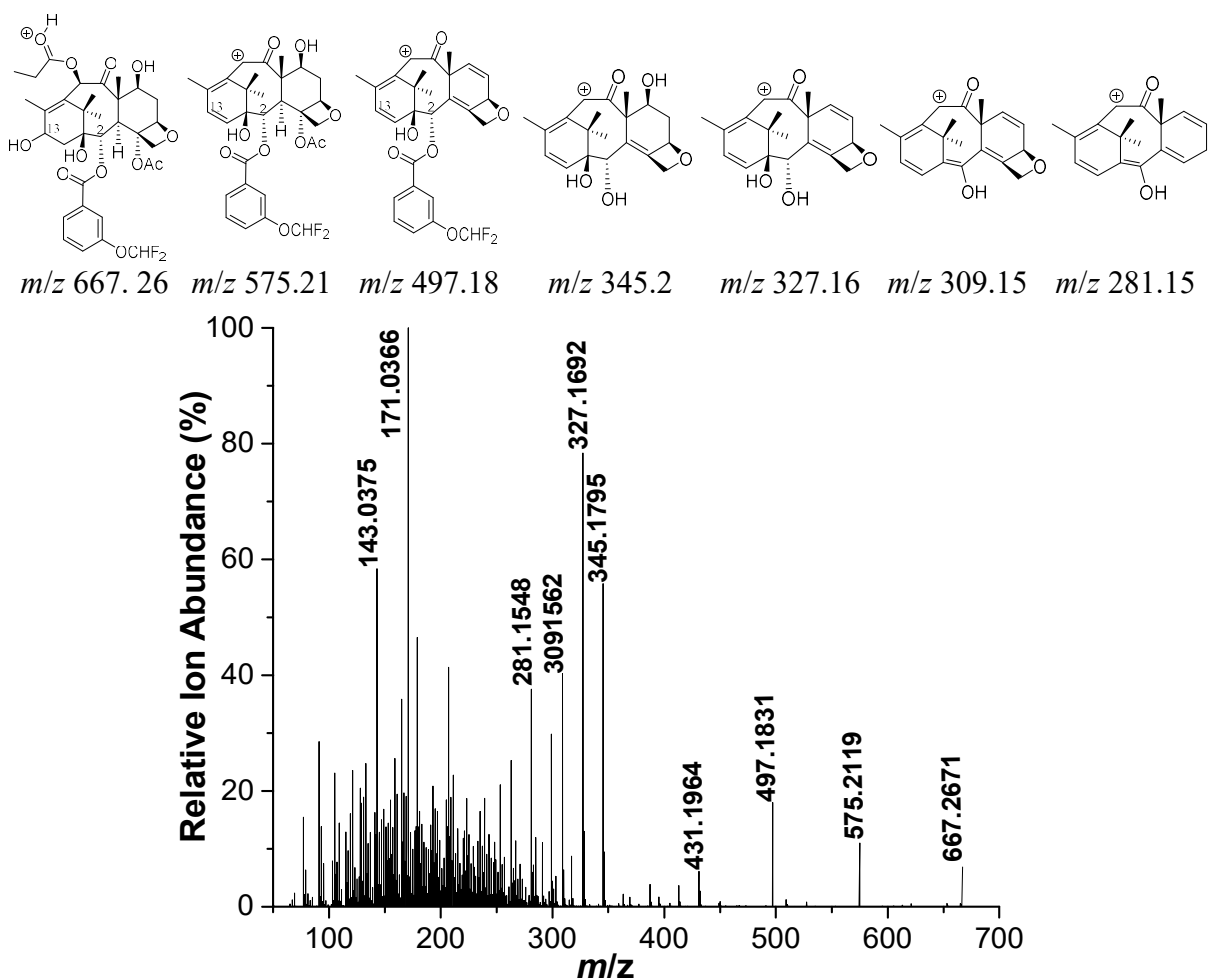 H
⊕
O
O
O
OH
13
2
O
HO
HO
H
OAc
O
O
OCHF2
⊕
O
OH
13
2
HO
H
O
OAc
O
O
OCHF2
⊕
O
13
2
HO
O
O
O
OCHF2
⊕
O
OH
O
HO
OH
⊕
O
O
HO
OH
⊕
O
O
OH
⊕
O
OH
m/z 667. 26
m/z 575.21
m/z 497.18
m/z 345.2
m/z 327.16
m/z 309.15
m/z 281.15
Relative Ion Abundance (%)
100
80
60
40
20
0
143.0375
171.0366
281.1548
3091562
327.1692
345.1795
431.1964
497.1831
575.2119
667.2671
100
200
300
400
500
600
700
m/z